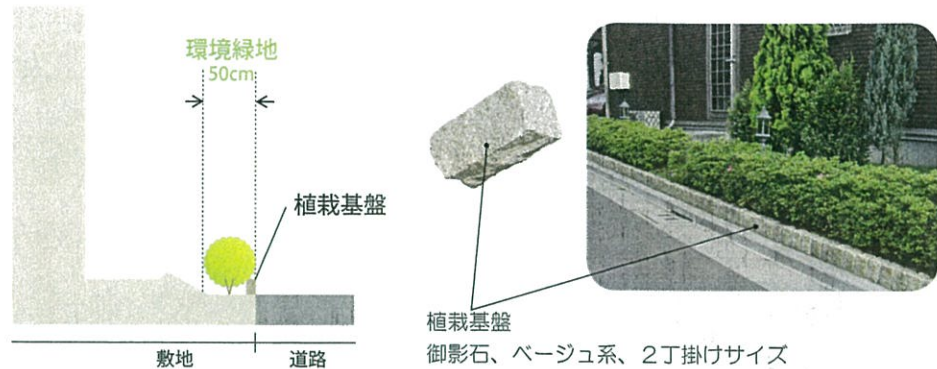 環境緑地
50cm
植栽基盤
敷地
道路
植栽基盤
御影石、ベージュ系、2丁掛けサイズ